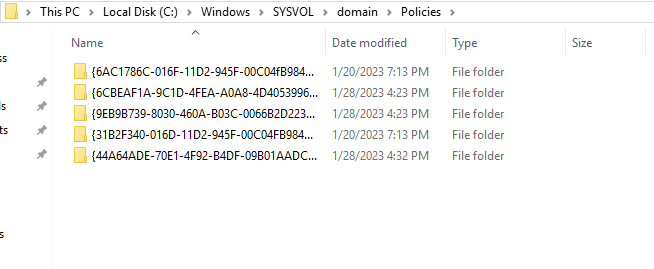 This PC > Local Disk (C:) > Windows > SYSVOL > domain > Policies >
Name Date modified Type Size
ss
{6AC1786C-016F-11D2-945F-00C04fB984... 1/20/2023 7:13 PM File folder
{6CBEAF1A-9C1D-4FEA-A0A8-4D4053996... 1/28/2023 4:23 PM File folder
ds
{9EB9B739-8030-460A-B03C-0066B2D223... 1/28/2023 4:23 PM File folder
ts
{31B2F340-016D-11D2-945F-00C04FB984... 1/20/2023 7:13 PM File folder
{44A64ADE-70E1-4F92-B4DF-09B01AADC... 1/28/2023 4:32 PM File folder
s